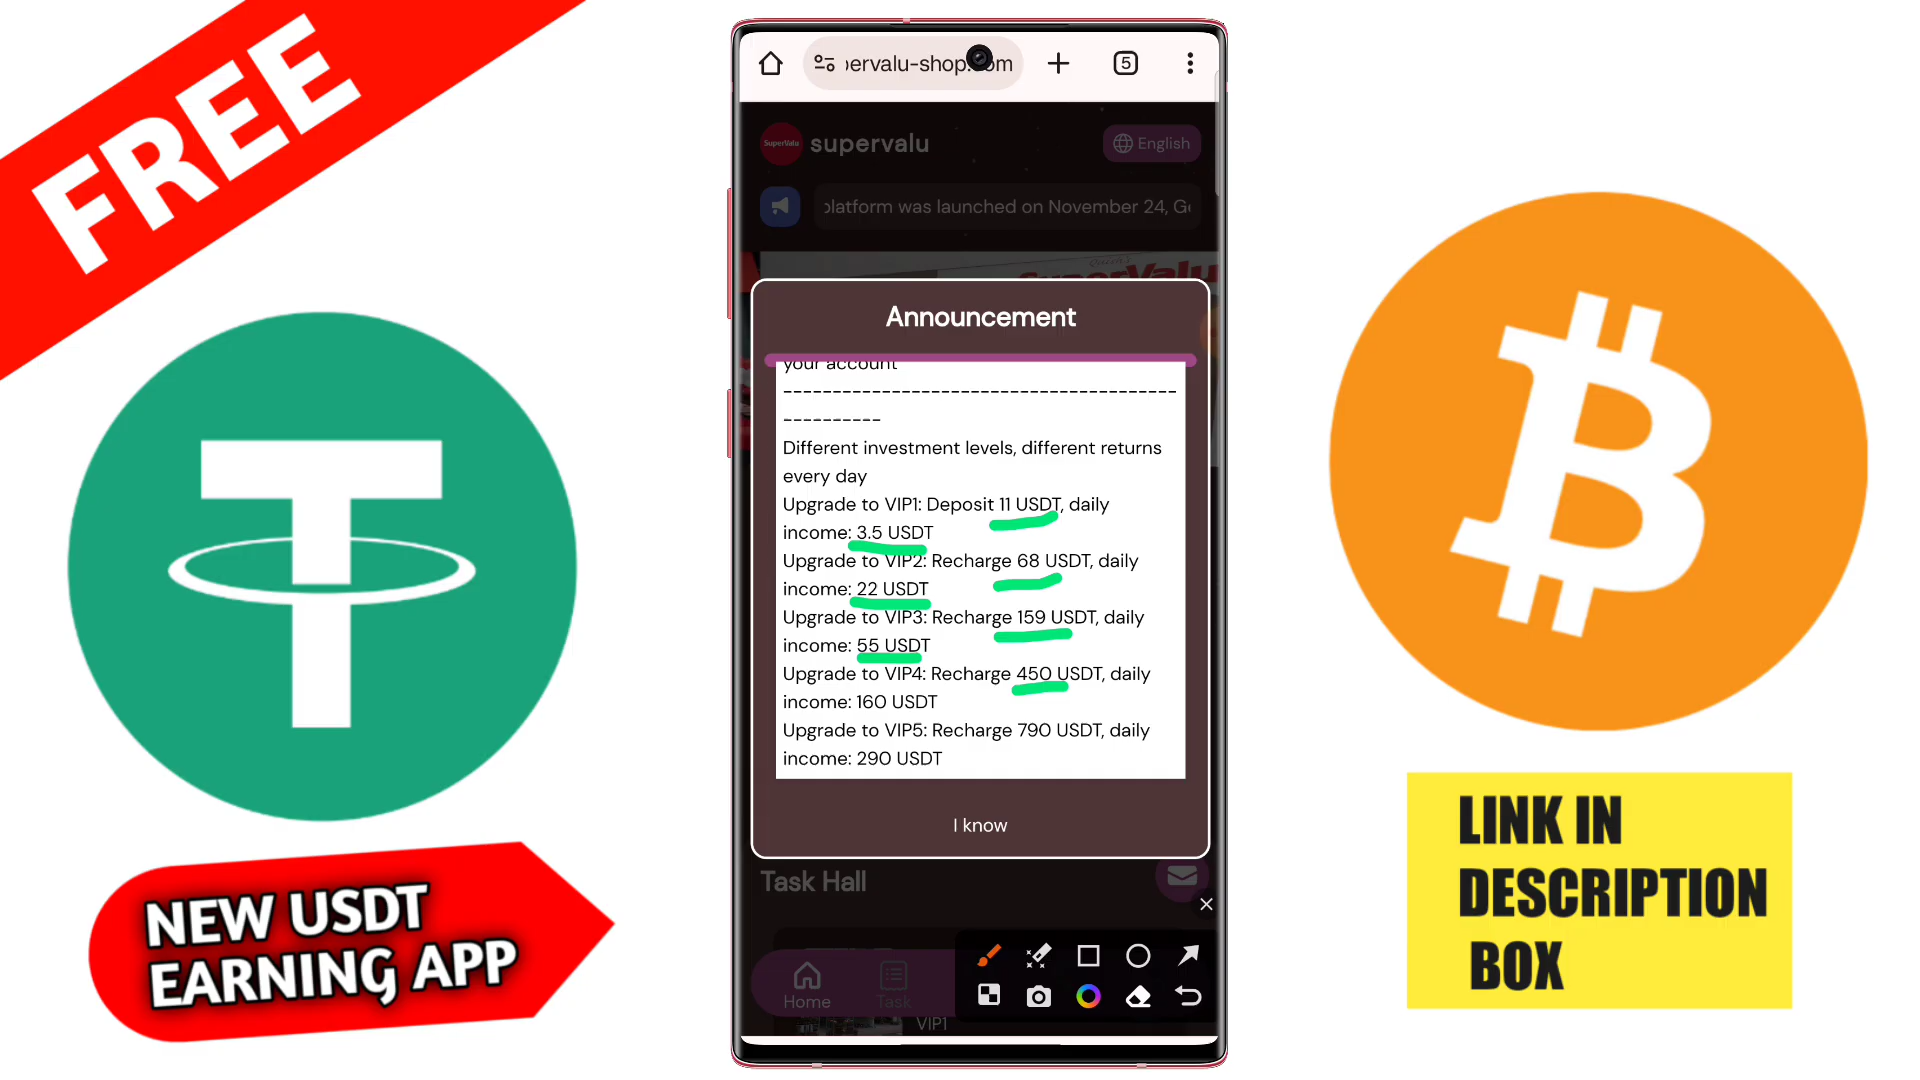 FREE
5
ervalu-shop.com
SuperValu
supervalu
English
platform was launched on November 24,
SuperValu
Announcement
your account
----------------------------------------
----------
Different investment levels, different returns
every day
Upgrade to VIP1: Deposit 11 USDT, daily
income: 3.5 USDT
Upgrade to VIP2: Recharge 68 USDT, daily
income: 22 USDT
Upgrade to VIP3: Recharge 159 USDT, daily
income: 55 USDT
Upgrade to VIP4: Recharge 450 USDT, daily
income: 160 USDT
Upgrade to VIP5: Recharge 790 USDT, daily
income: 290 USDT
I know
Task Hall
Home
Task
VIP1
NEW USDT
EARNING APP
LINK IN
DESCRIPTION
BOX